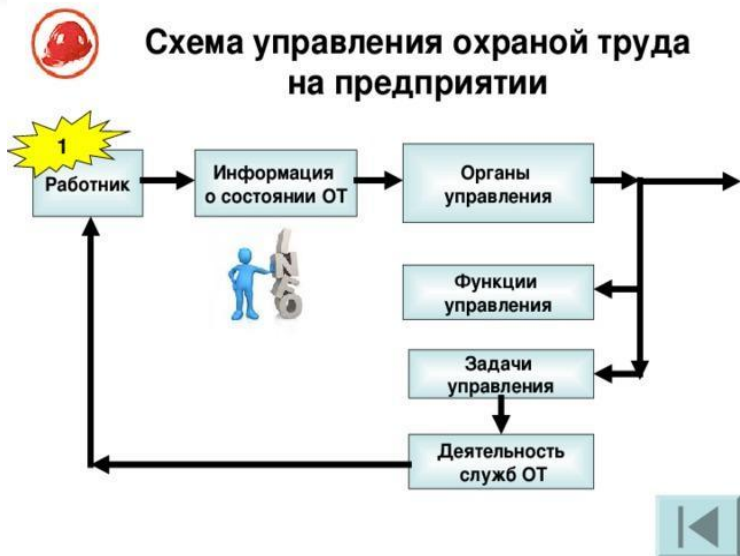 Схема управления охраной труда
на предприятии
1
Работник
Информация
о состоянии ОТ
Органы
управления
INFO
Функции
управления
Задачи
управления
Деятельность
служб ОТ